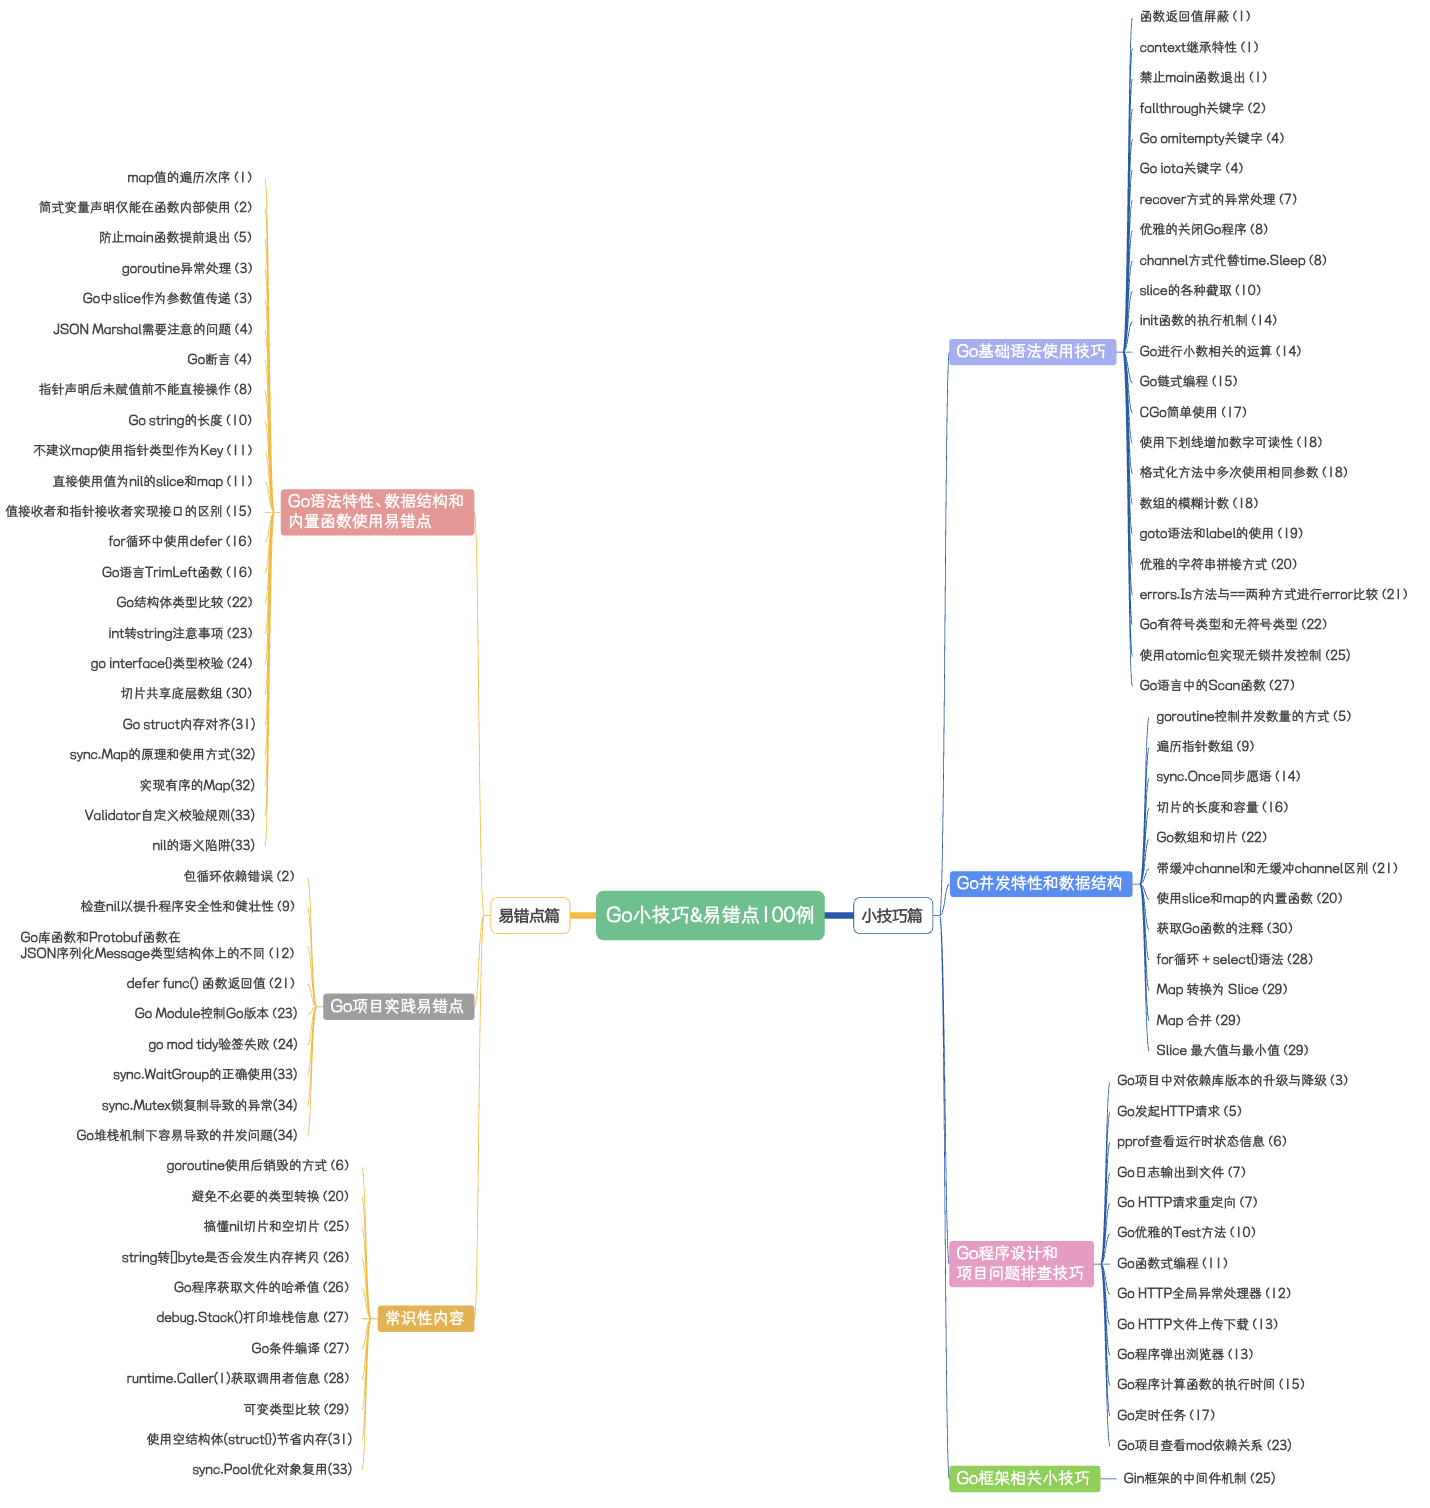 Go小技巧&易错点100例
易错点篇
Go语法特性、数据结构和
内置函数使用易错点
map值的遍历次序 (1)
简式变量声明仅能在函数内部使用 (2)
防止main函数提前退出 (5)
goroutine异常处理 (3)
Go中slice作为参数值传递 (3)
JSON Marshal需要注意的问题 (4)
Go断言 (4)
指针声明后未赋值前不能直接操作 (8)
Go string的长度 (10)
不建议map使用指针类型作为Key (11)
直接使用值为nil的slice和map (11)
值接收者和指针接收者实现接口的区别 (15)
for循环中使用defer (16)
Go语言TrimLeft函数 (16)
Go结构体类型比较 (22)
int转string注意事项 (23)
go interface{}类型校验 (24)
切片共享底层数组 (30)
Go struct内存对齐(31)
sync.Map的原理和使用方式(32)
实现有序的Map(32)
Validator自定义校验规则(33)
nil的语义陷阱(33)
Go项目实践易错点
包循环依赖错误 (2)
检查nil以提升程序安全性和健壮性 (9)
Go库函数和Protobuf函数在
JSON序列化Message类型结构体上的不同 (12)
defer func() 函数返回值 (21)
Go Module控制Go版本 (23)
go mod tidy验签失败 (24)
sync.WaitGroup的正确使用(33)
sync.Mutex锁复制导致的异常(34)
Go堆栈机制下容易导致的并发问题(34)
常识性内容
goroutine使用后销毁的方式 (6)
避免不必要的类型转换 (20)
搞懂nil切片和空切片 (25)
string转[]byte是否会发生内存拷贝 (26)
Go程序获取文件的哈希值 (26)
debug.Stack()打印堆栈信息 (27)
Go条件编译 (27)
runtime.Caller(1)获取调用者信息 (28)
可变类型比较 (29)
使用空结构体(struct{})节省内存(31)
sync.Pool优化对象复用(33)
小技巧篇
Go基础语法使用技巧
函数返回值屏蔽 (1)
context继承特性 (1)
禁止main函数退出 (1)
fallthrough关键字 (2)
Go omitempty关键字 (4)
Go iota关键字 (4)
recover方式的异常处理 (7)
优雅的关闭Go程序 (8)
channel方式代替time.Sleep (8)
slice的各种截取 (10)
init函数的执行机制 (14)
Go进行小数相关的运算 (14)
Go链式编程 (15)
CGo简单使用 (17)
使用下划线增加数字可读性 (18)
格式化方法中多次使用相同参数 (18)
数组的模糊计数 (18)
goto语法和label的使用 (19)
优雅的字符串拼接方式 (20)
errors.Is方法与==两种方式进行error比较 (21)
Go有符号类型和无符号类型 (22)
使用atomic包实现无锁并发控制 (25)
Go语言中的Scan函数 (27)
Go并发特性和数据结构
goroutine控制并发数量的方式 (5)
遍历指针数组 (9)
sync.Once同步愿语 (14)
切片的长度和容量 (16)
Go数组和切片 (22)
带缓冲channel和无缓冲channel区别 (21)
使用slice和map的内置函数 (20)
获取Go函数的注释 (30)
for循环 + select{}语法 (28)
Map 转换为 Slice (29)
Map 合并 (29)
Slice 最大值与最小值 (29)
Go程序设计和
项目问题排查技巧
Go项目中对依赖库版本的升级与降级 (3)
Go发起HTTP请求 (5)
pprof查看运行时状态信息 (6)
Go日志输出到文件 (7)
Go HTTP请求重定向 (7)
Go优雅的Test方法 (10)
Go函数式编程 (11)
Go HTTP全局异常处理器 (12)
Go HTTP文件上传下载 (13)
Go程序弹出浏览器 (13)
Go程序计算函数的执行时间 (15)
Go定时任务 (17)
Go项目查看mod依赖关系 (23)
Go框架相关小技巧
Gin框架的中间件机制 (25)